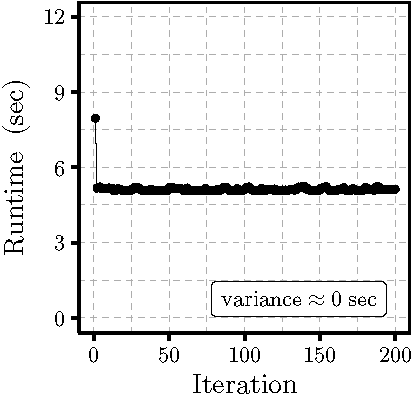 12
9
6
3
0
Runtime (sec)
variance ≈ 0 sec
0 50 100 150 200
Iteration